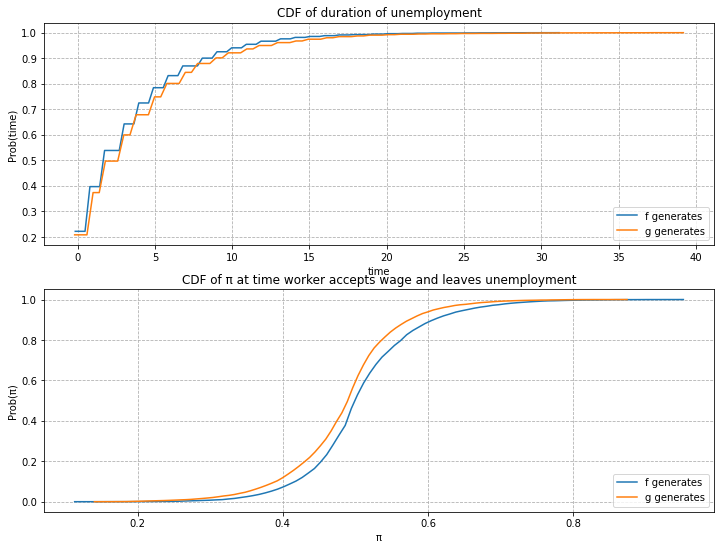 CDF of duration of unemployment
1.0
0.9
0.8
0.7
0.6
0.5
0.4
0.3
0.2
Prob(time)
f generates
g generates
0 5 10 15 20 25 30 35 40
time
CDF of π at time worker accepts wage and leaves unemployment
1.0
0.8
0.6
0.4
0.2
0.0
Prob(π)
f generates
g generates
0.2 0.4 0.6 0.8
π